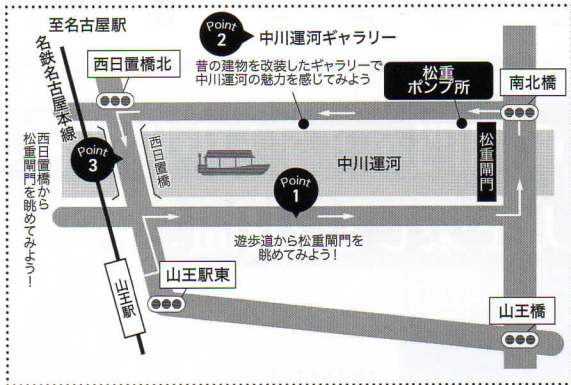 至名古屋駅
名鉄名古屋本線
西日置橋北
Point
2
中川運河ギャラリー
昔の建物を改装したギャラリーで
中川運河の魅力を感じてみよう
松重
ポンプ所
南北橋
松重閘門
中川運河
西日置橋
Point
3
西日置橋から
松重閘門を眺めてみよう！
Point
1
遊歩道から松重閘門を
眺めてみよう！
山王駅
山王駅東
山王橋